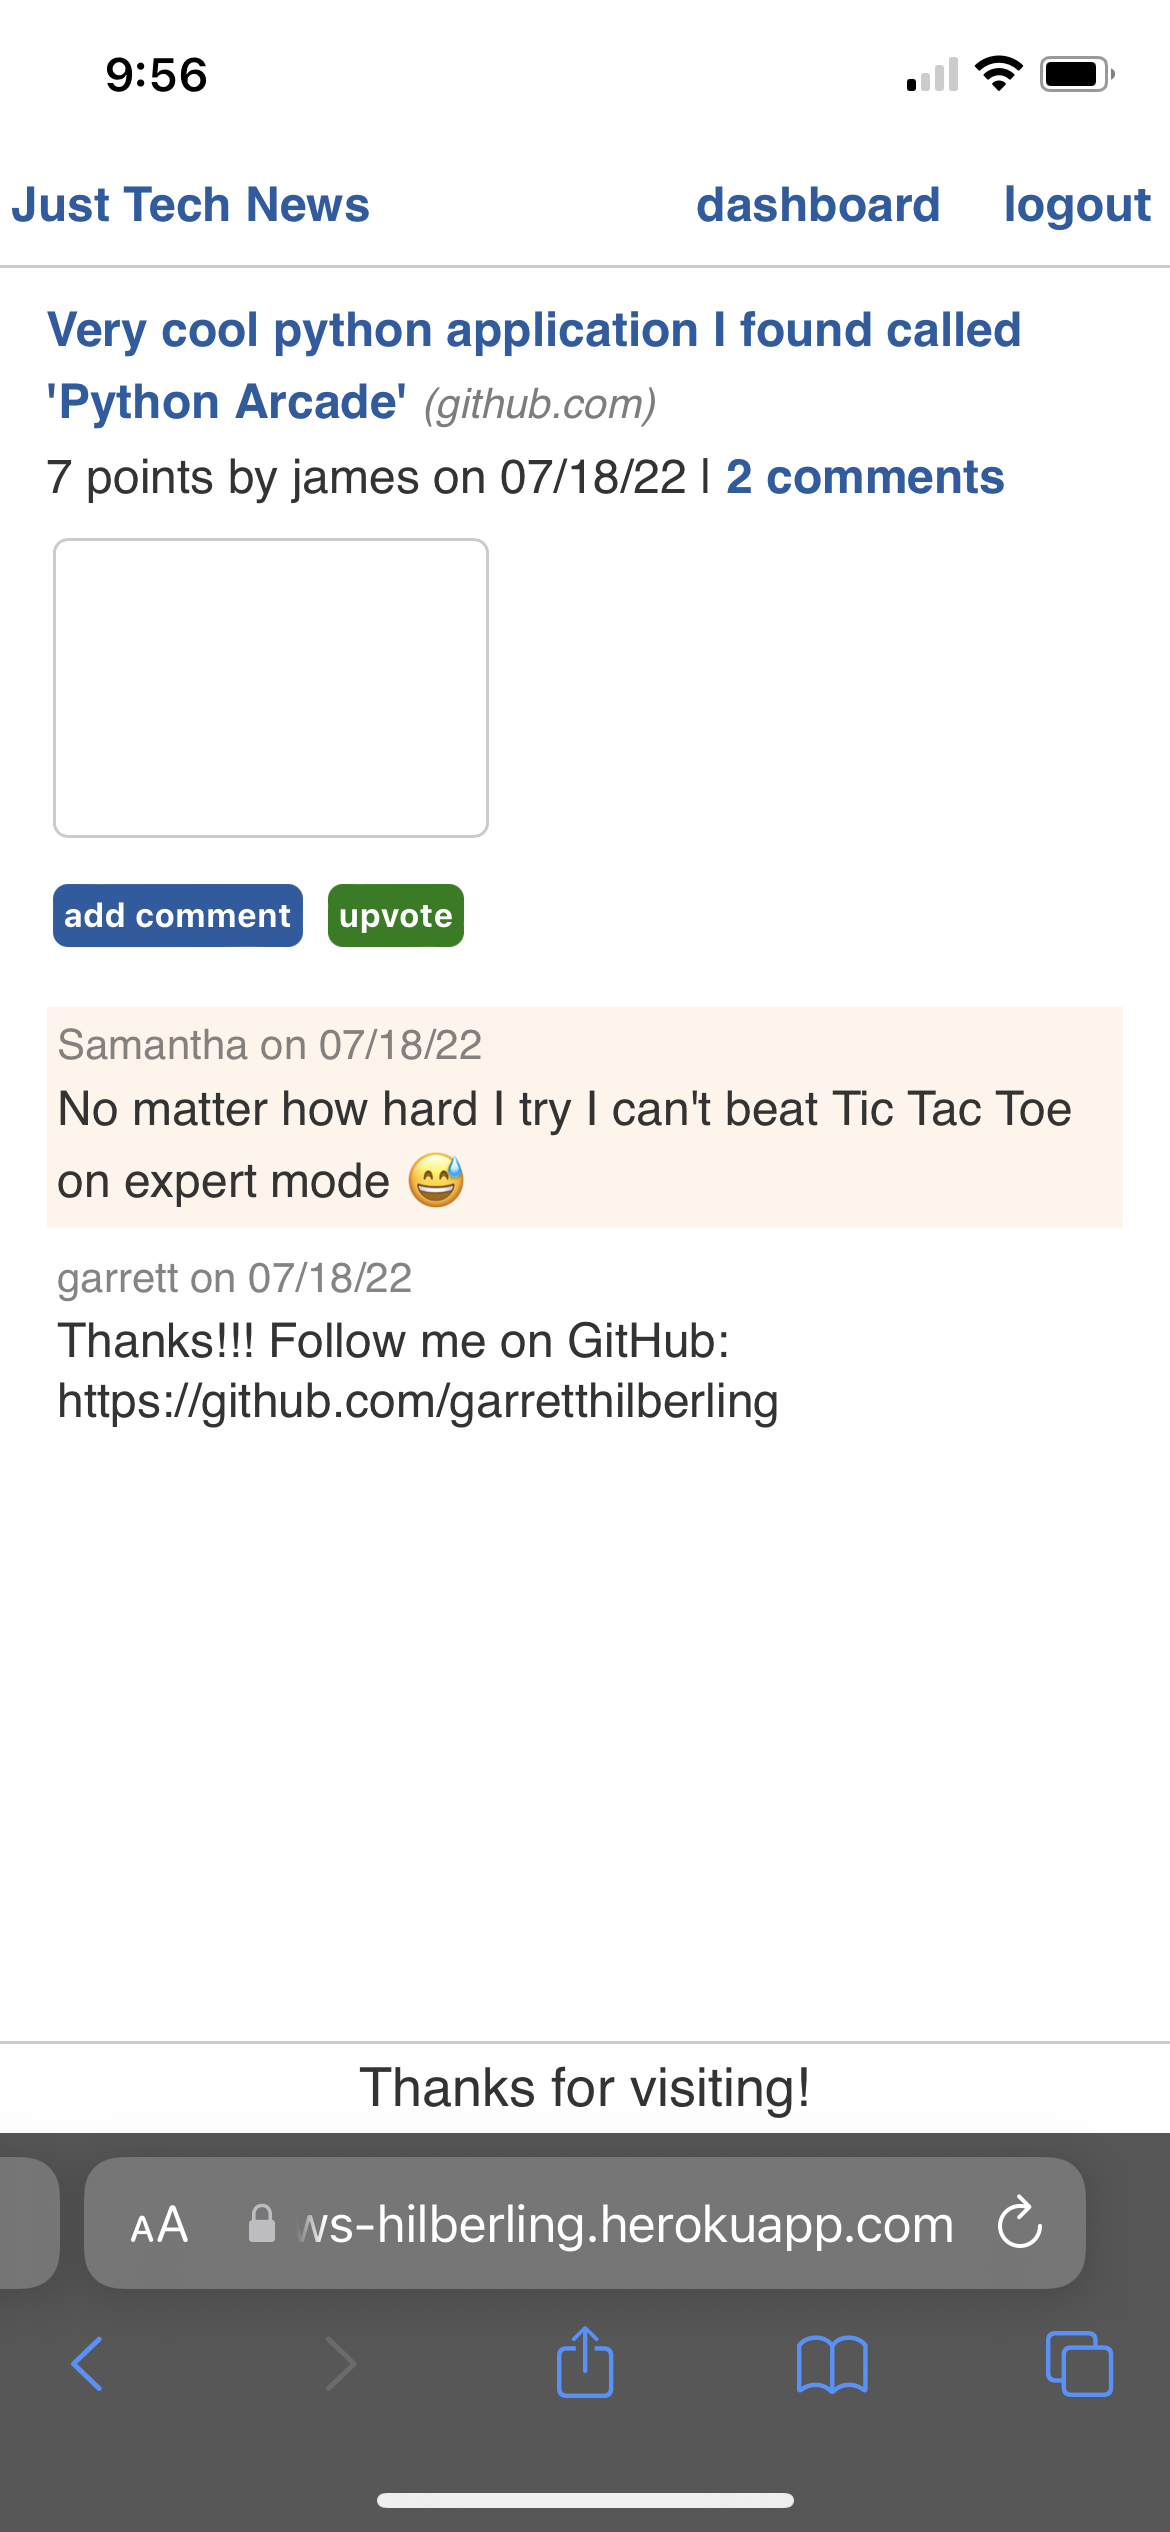 9:56
Just Tech News dashboard logout
Very cool python application I found called
'Python Arcade' (github.com)
7 points by james on 07/18/22 | 2 comments
add comment upvote
Samantha on 07/18/22
No matter how hard I try I can't beat Tic Tac Toe
on expert mode 😅
garrett on 07/18/22
Thanks!!! Follow me on GitHub:
https://github.com/garretthilberling
Thanks for visiting!
AA ws-hilberling.herokuapp.com